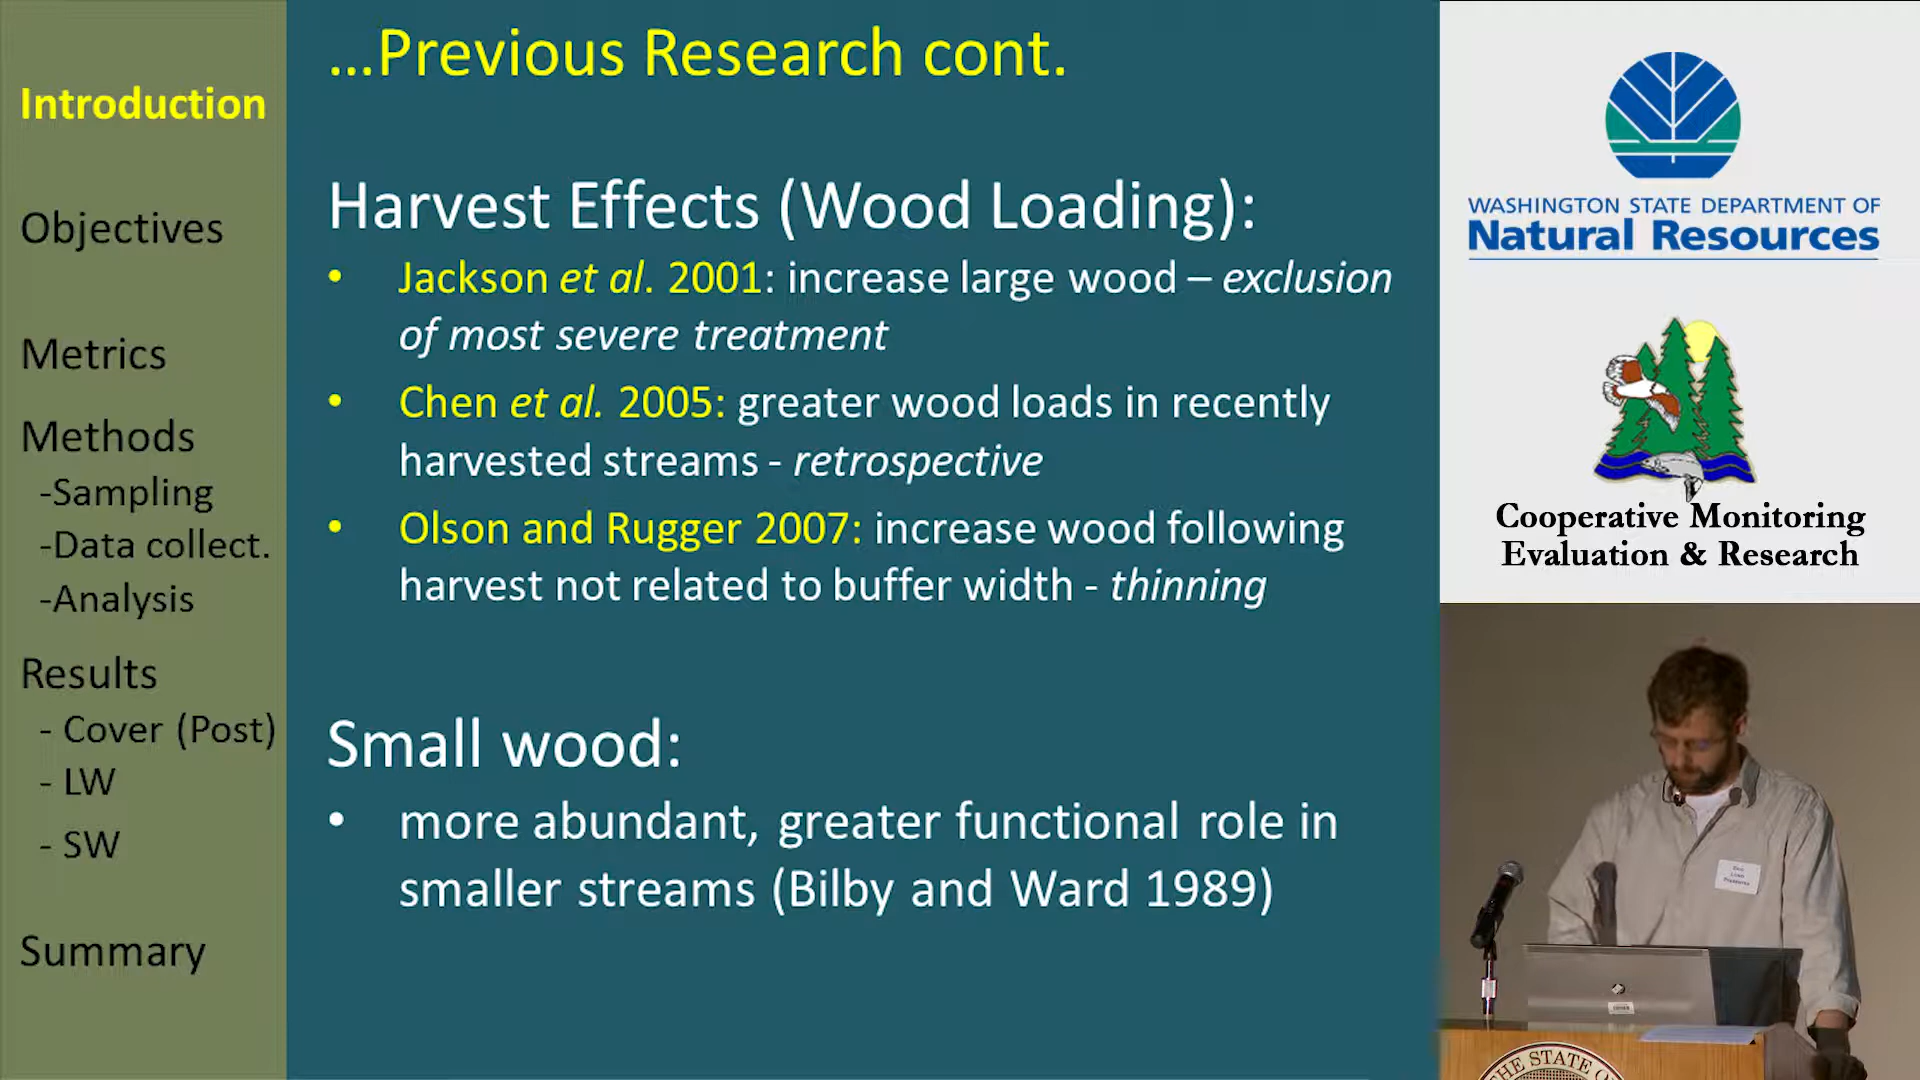 Introduction
Objectives
Metrics
Methods
-Sampling
-Data collect.
-Analysis
Results
- Cover (Post)
- LW
- SW
Summary
...Previous Research cont.
Harvest Effects (Wood Loading):
• Jackson et al. 2001: increase large wood – exclusion
of most severe treatment
• Chen et al. 2005: greater wood loads in recently
harvested streams - retrospective
• Olson and Rugger 2007: increase wood following
harvest not related to buffer width - thinning
Small wood:
• more abundant, greater functional role in
smaller streams (Bilby and Ward 1989)
WASHINGTON STATE DEPARTMENT OF
Natural Resources
Cooperative Monitoring
Evaluation & Research
THE STATE O